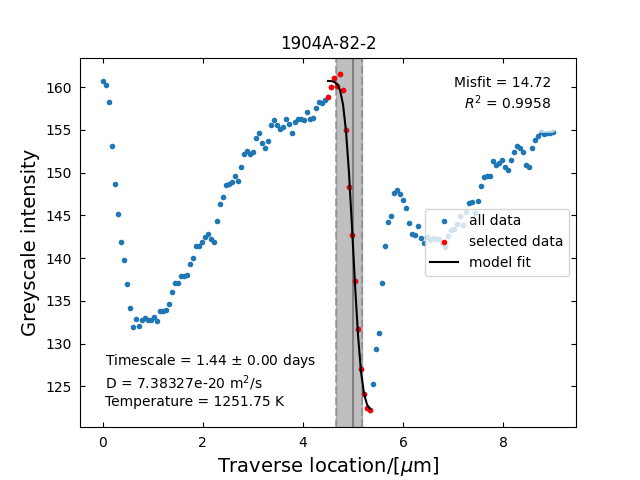 1904A-82-2
Misfit = 14.72
R² = 0.9958
Greyscale intensity
160
155
150
145
140
135
130
125
all data
selected data
model fit
Timescale = 1.44 ± 0.00 days
D = 7.38327e-20 m²/s
Temperature = 1251.75 K
0 2 4 6 8
Traverse location/[μm]